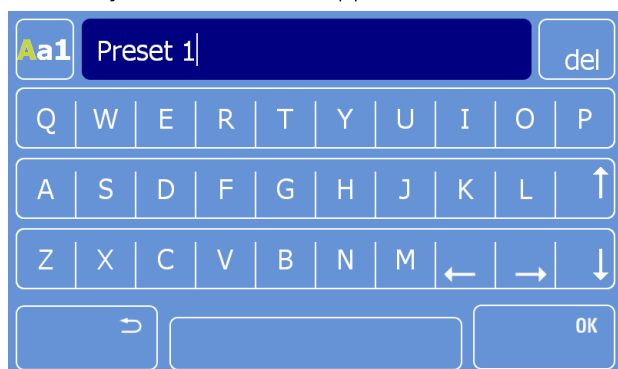 Aa1 Preset 1 del
Q W E R T Y U I O P
A S D F G H J K L ↑
Z X C V B N M ← → ↓
OK